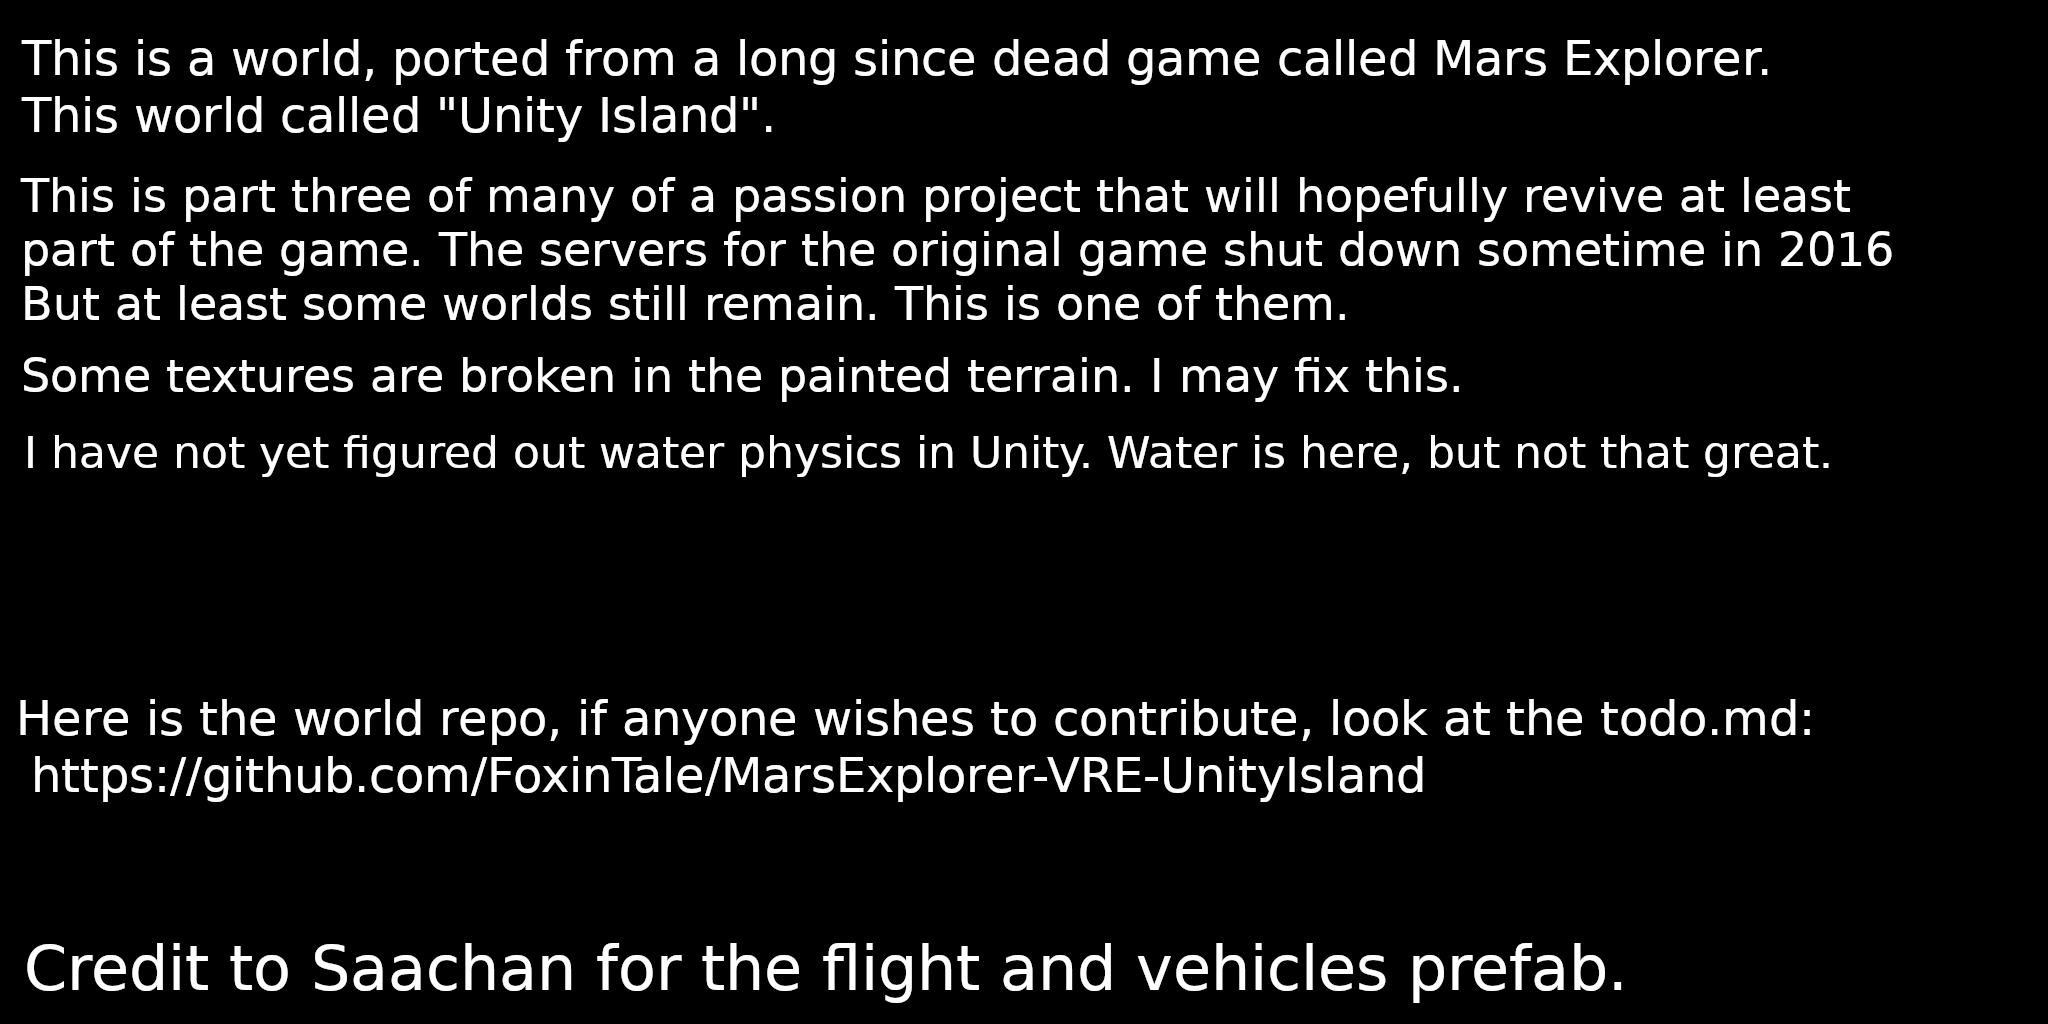 This is a world, ported from a long since dead game called Mars Explorer.
This world called "Unity Island".
This is part three of many of a passion project that will hopefully revive at least
part of the game. The servers for the original game shut down sometime in 2016
But at least some worlds still remain. This is one of them.
Some textures are broken in the painted terrain. I may fix this.
I have not yet figured out water physics in Unity. Water is here, but not that great.
Here is the world repo, if anyone wishes to contribute, look at the todo.md:
https://github.com/FoxinTale/MarsExplorer-VRE-UnityIsland
Credit to Saachan for the flight and vehicles prefab.